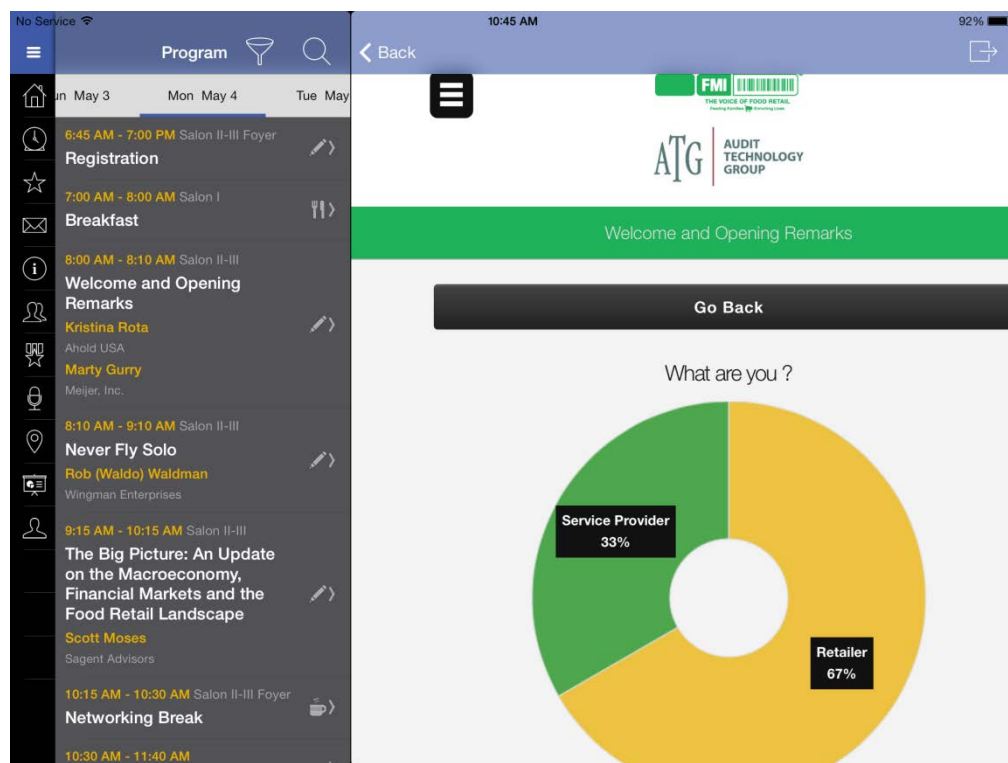 No Service
10:45 AM
92%
Program
Back
un May 3
Mon May 4
Tue May
6:45 AM - 7:00 PM Salon II-III Foyer
Registration
7:00 AM - 8:00 AM Salon I
Breakfast
8:00 AM - 8:10 AM Salon II-III
Welcome and Opening
Remarks
Kristina Rota
Ahold USA
Marty Gurry
Meijer, Inc.
8:10 AM - 9:10 AM Salon II-III
Never Fly Solo
Rob (Waldo) Waldman
Wingman Enterprises
9:15 AM - 10:15 AM Salon II-III
The Big Picture: An Update
on the Macroeconomy,
Financial Markets and the
Food Retail Landscape
Scott Moses
Sagent Advisors
10:15 AM - 10:30 AM Salon II-III Foyer
Networking Break
10:30 AM - 11:40 AM
FMI
THE VOICE OF FOOD RETAIL
Feeding Families Enriching Lives
ATG
AUDIT
TECHNOLOGY
GROUP
Welcome and Opening Remarks
Go Back
What are you ?
Service Provider
33%
Retailer
67%